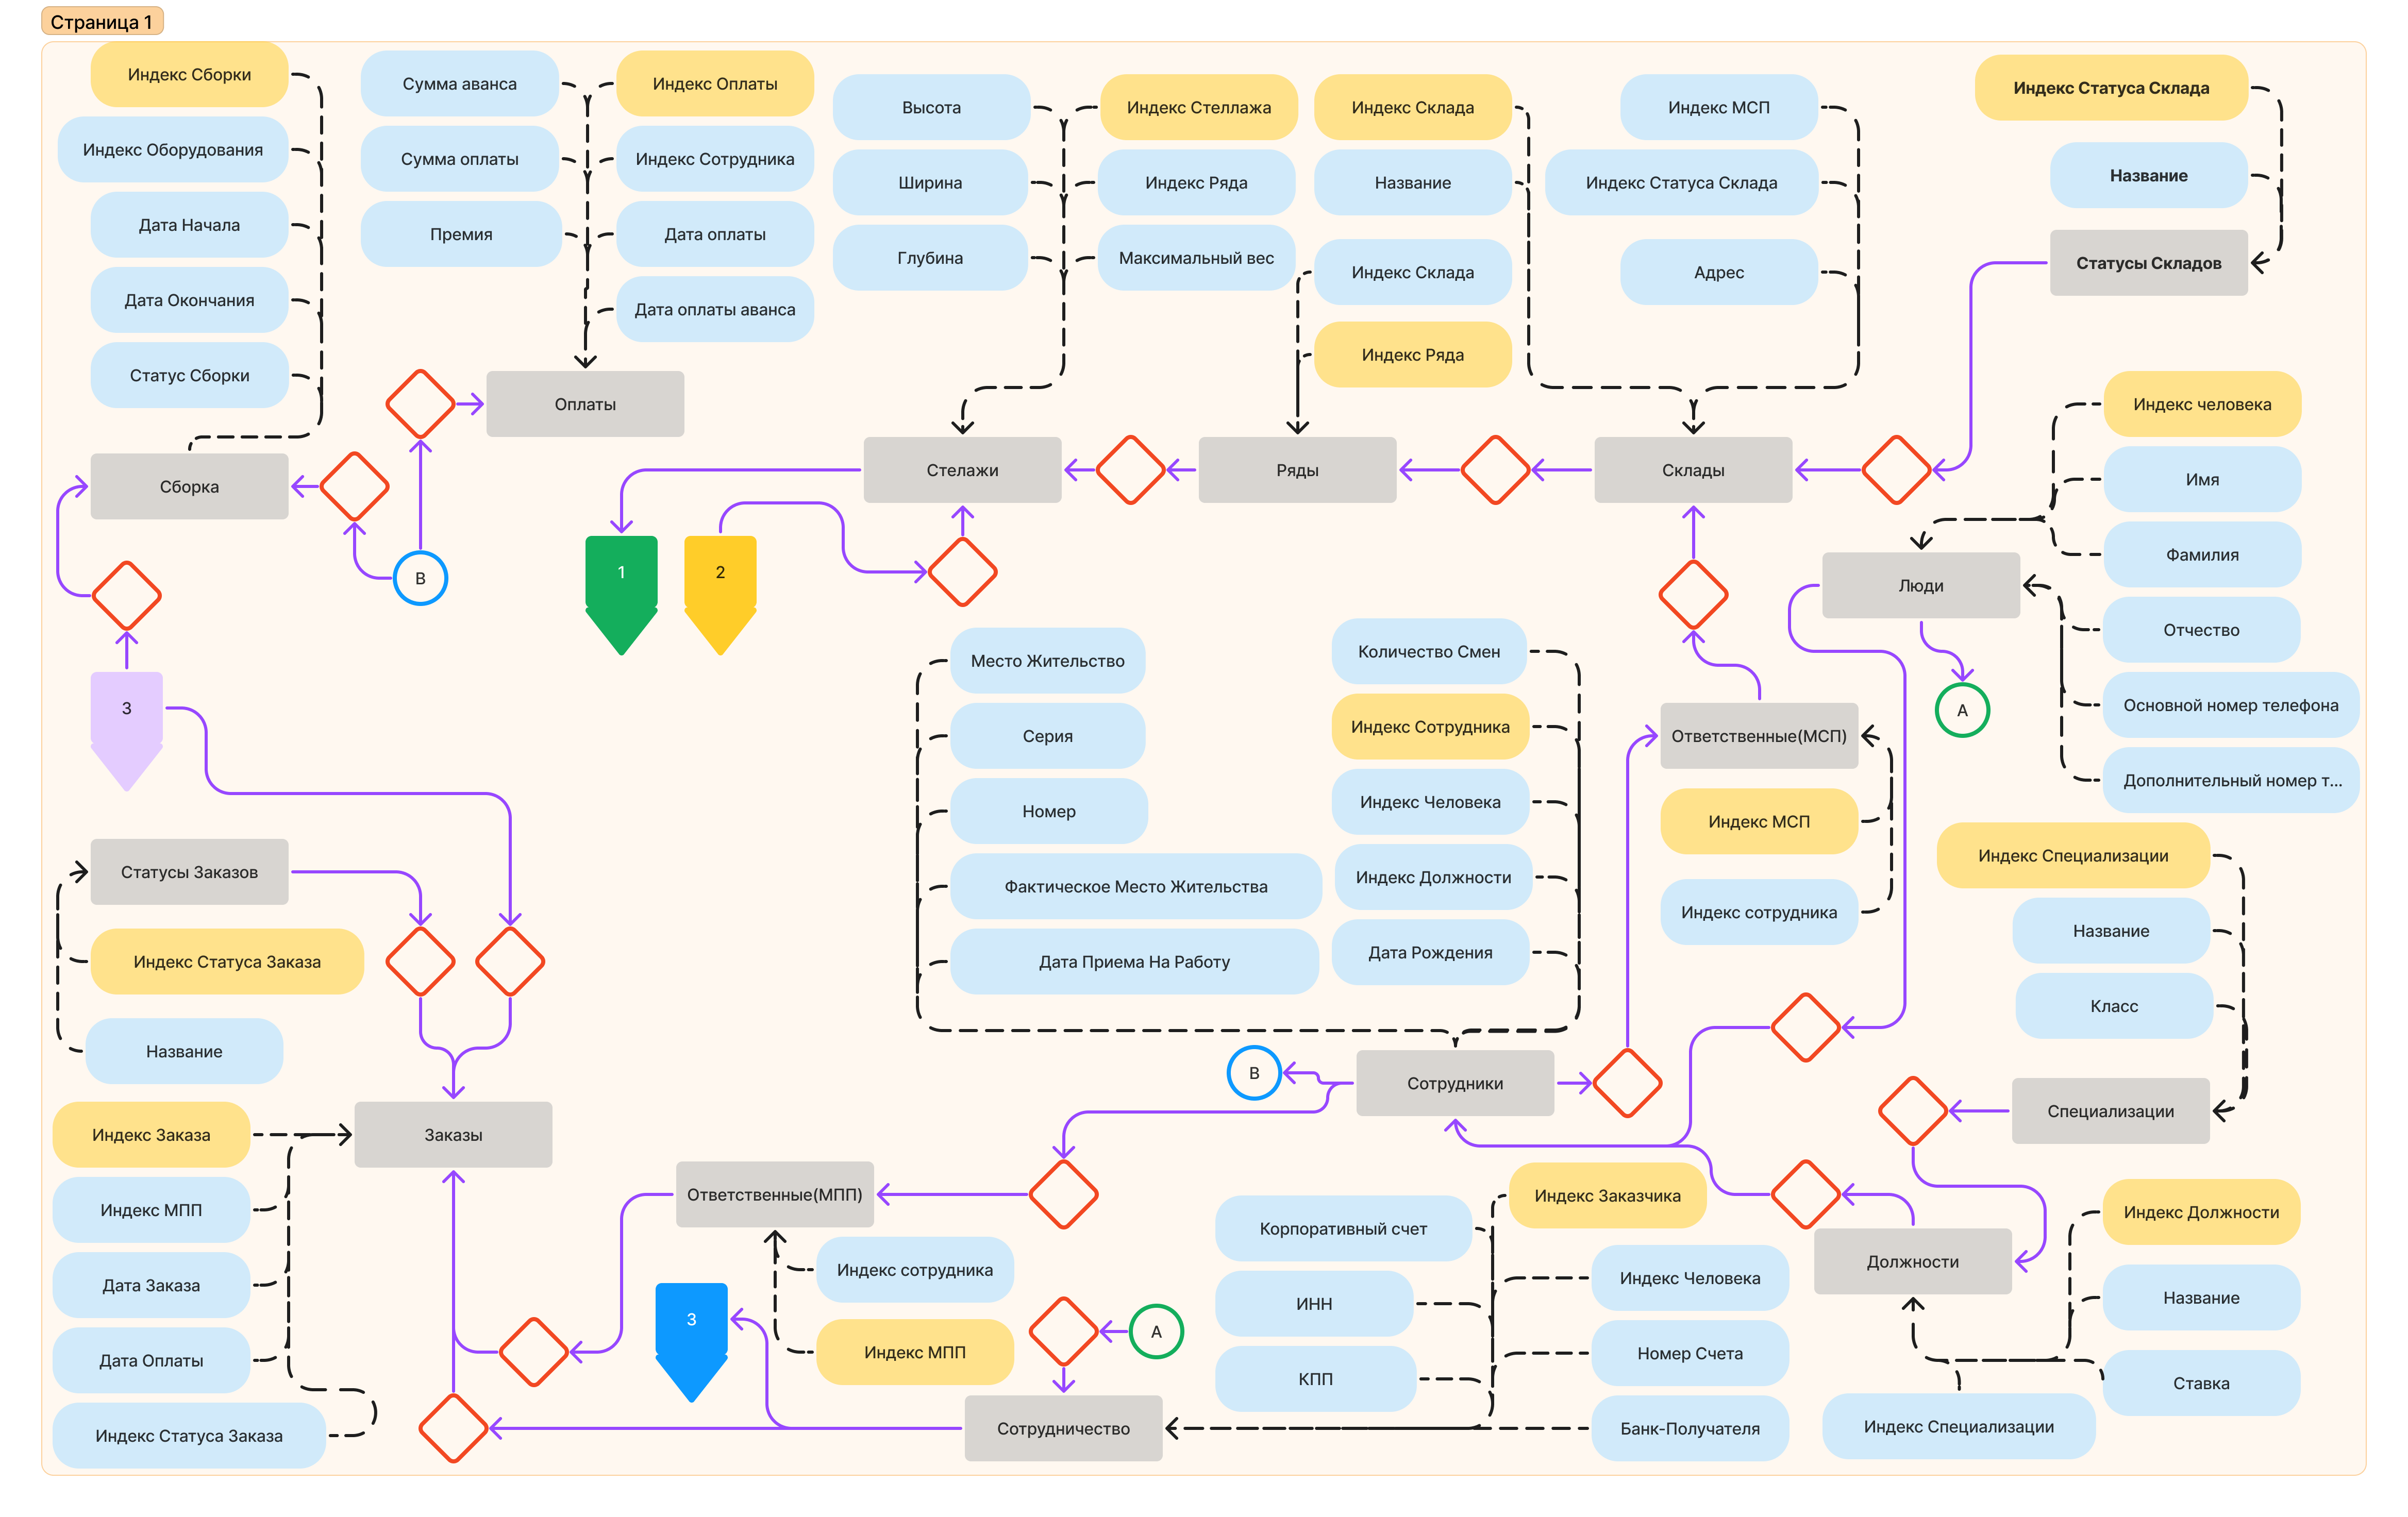 Страница 1
Индекс Сборки
Индекс Оборудования
Дата Начала
Дата Окончания
Статус Сборки
Сборка
Сумма аванса
Сумма оплаты
Премия
Индекс Оплаты
Индекс Сотрудника
Дата оплаты
Дата оплаты аванса
Оплаты
B
Высота
Ширина
Глубина
Индекс Стеллажа
Индекс Ряда
Максимальный вес
Стелажи
1
2
Индекс Склада
Название
Индекс Склада
Индекс Ряда
Ряды
Индекс МСП
Индекс Статуса Склада
Адрес
Склады
Индекс Статуса Склада
Название
Статусы Складов
Индекс человека
Имя
Фамилия
Отчество
Основной номер телефона
Дополнительный номер т...
Люди
A
3
Статусы Заказов
Индекс Статуса Заказа
Название
Место Жительство
Серия
Номер
Фактическое Место Жительства
Дата Приема На Работу
Количество Смен
Индекс Сотрудника
Индекс Человека
Индекс Должности
Дата Рождения
Ответственные(МСП)
Индекс МСП
Индекс сотрудника
Индекс Специализации
Название
Класс
Специализации
B
Сотрудники
Индекс Заказа
Индекс МПП
Дата Заказа
Дата Оплаты
Индекс Статуса Заказа
Заказы
Ответственные(МПП)
Индекс сотрудника
Индекс МПП
3
A
Сотрудничество
Корпоративный счет
ИНН
КПП
Индекс Заказчика
Индекс Человека
Номер Счета
Банк-Получателя
Должности
Индекс Должности
Название
Ставка
Индекс Специализации